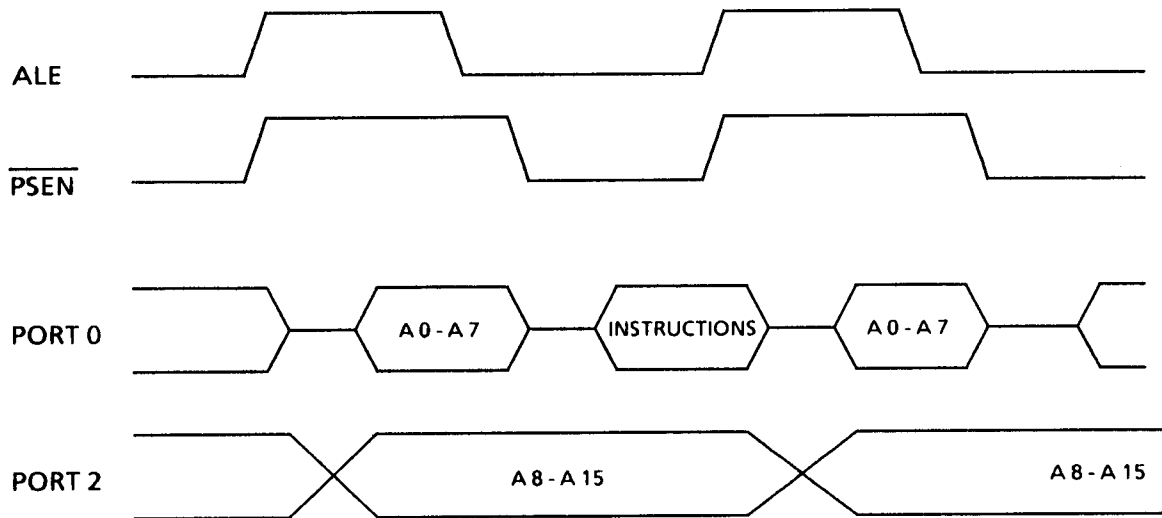 ALE
PSEN
PORT 0
A0-A7
INSTRUCTIONS
A0-A7
PORT 2
A8-A15
A8-A15